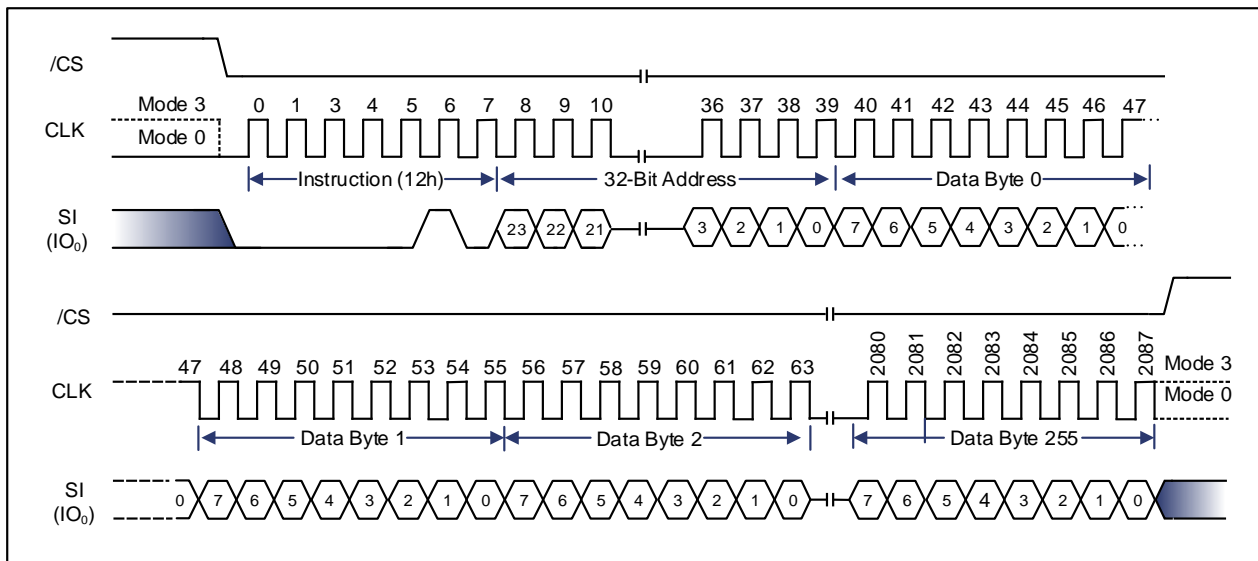 /CS
Mode 3
0 1 3 4 5 6 7 8 9 10 36 37 38 39 40 41 42 43 44 45 46 47
CLK
Mode 0
Instruction (12h) 32-Bit Address Data Byte 0
SI
(IO₀)
23 22 21 3 2 1 0 7 6 5 4 3 2 1 0
/CS
47 48 49 50 51 52 53 54 55 56 57 58 59 60 61 62 63 2080 2081 2082 2083 2084 2085 2086 2087
Mode 3
CLK
Mode 0
Data Byte 1 Data Byte 2 Data Byte 255
SI
(IO₀)
0 7 6 5 4 3 2 1 0 7 6 5 4 3 2 1 0 7 6 5 4 3 2 1 0